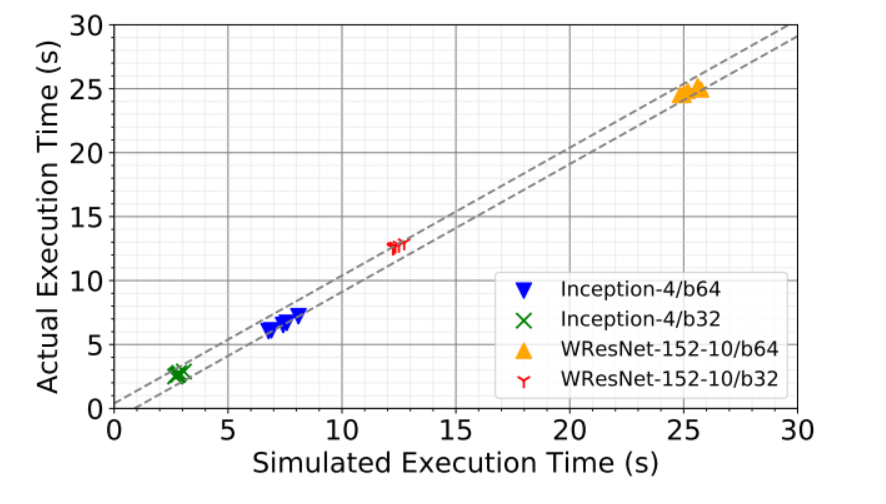 30
25
20
15
10
5
0
Actual Execution Time (s)
Inception-4/b64
Inception-4/b32
WResNet-152-10/b64
WResNet-152-10/b32
0 5 10 15 20 25 30
Simulated Execution Time (s)